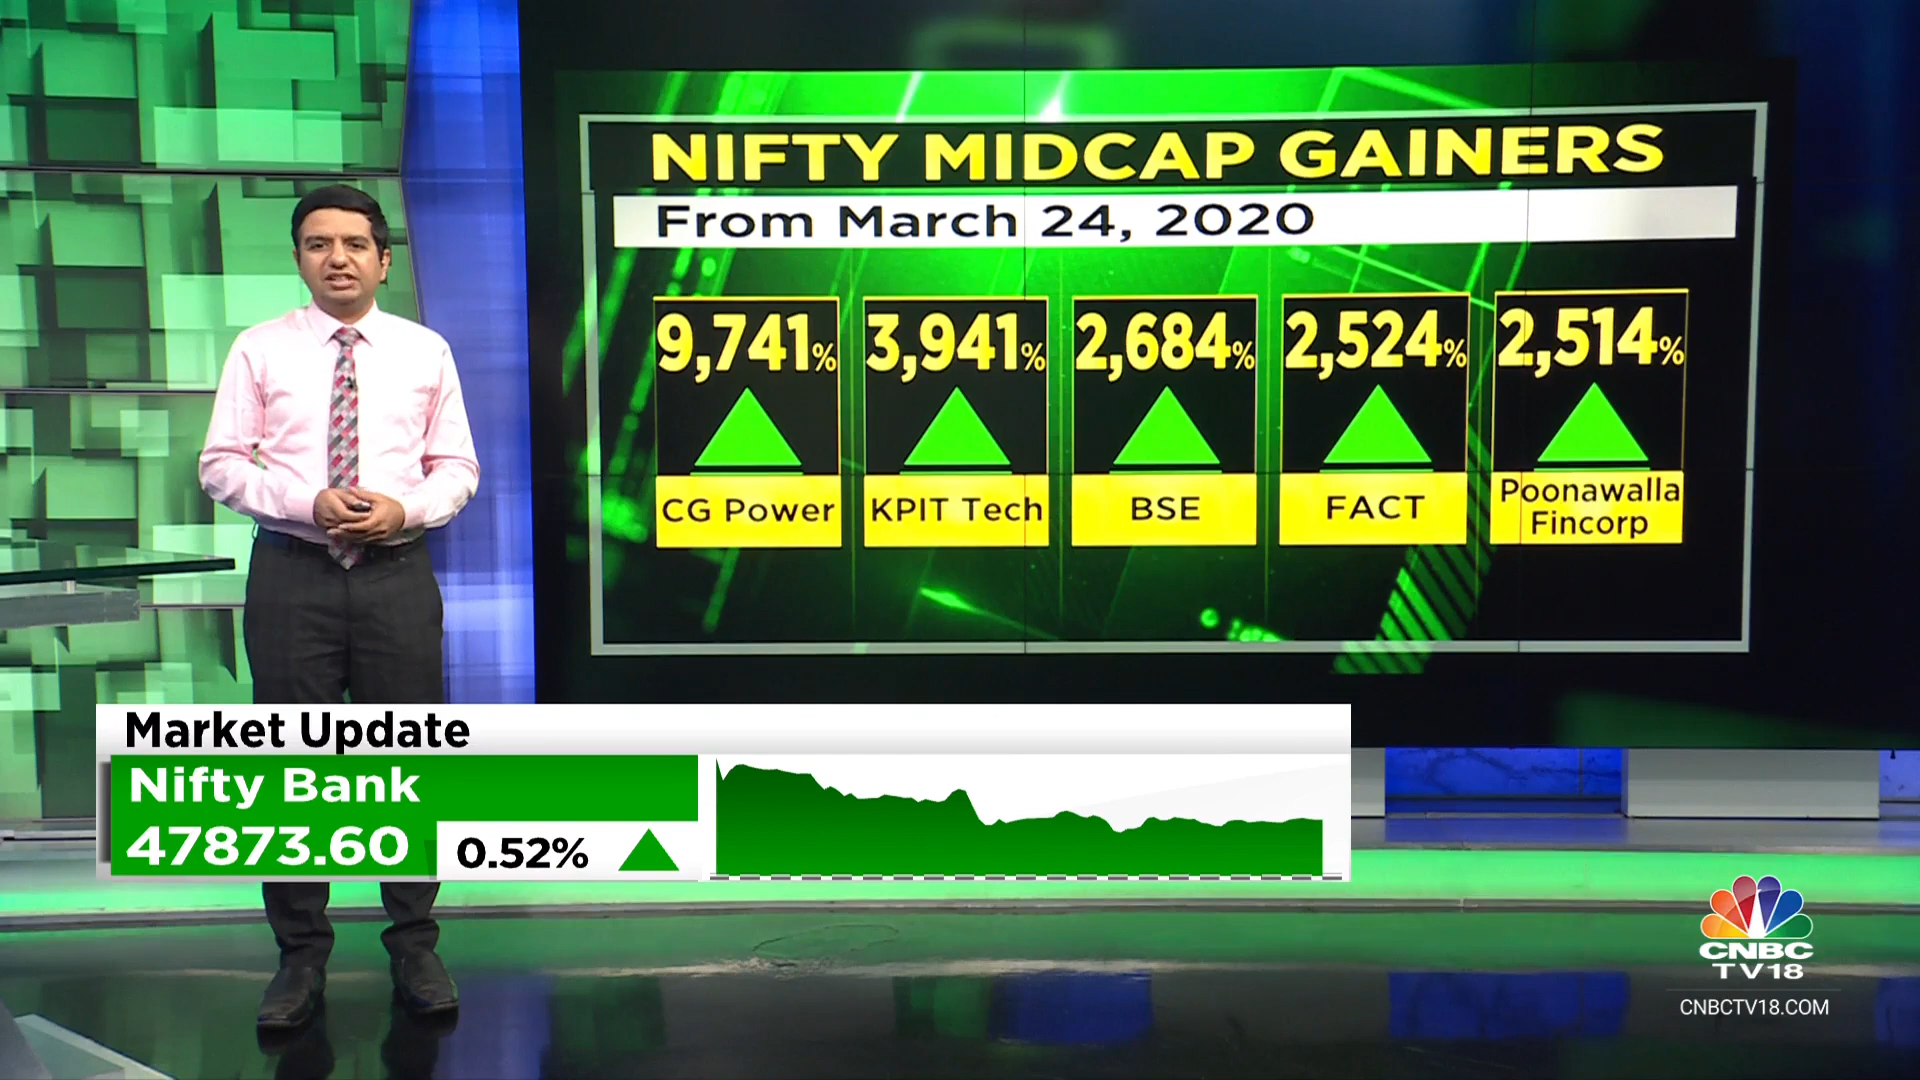 NIFTY MIDCAP GAINERS
From March 24, 2020
9,741% 3,941% 2,684% 2,524% 2,514%
CG Power KPIT Tech BSE FACT Poonawalla
Fincorp
Market Update
Nifty Bank
47873.60 0.52%
CNBC
TV18
CNBCTV18.COM